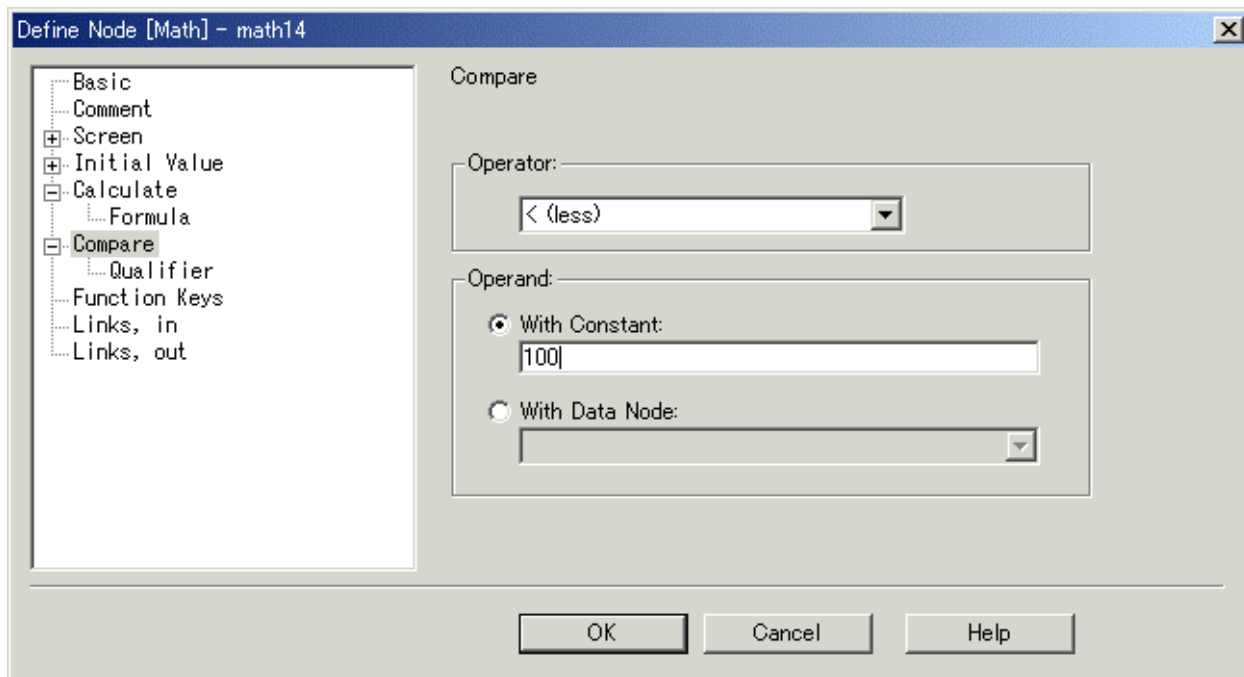 Define Node [Math] - math14
Basic
Comment
Screen
Initial Value
Calculate
Formula
Compare
Qualifier
Function Keys
Links, in
Links, out
Compare
Operator:
< (less)
Operand:
With Constant:
100
With Data Node:
OK
Cancel
Help